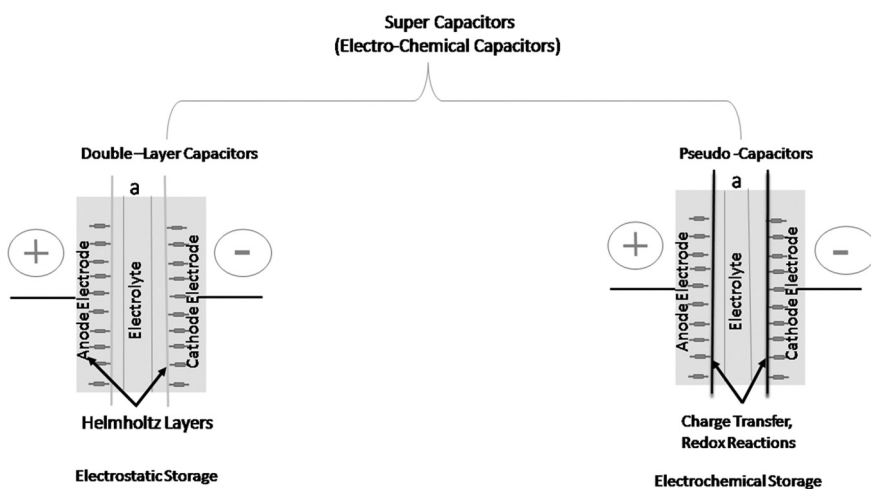 Super Capacitors
(Electro-Chemical Capacitors)
Double–Layer Capacitors
a
+
-
Anode Electrode
Electrolyte
Cathode Electrode
Helmholtz Layers
Electrostatic Storage
Pseudo -Capacitors
a
+
-
Anode Electrode
Electrolyte
Cathode Electrode
Charge Transfer,
Redox Reactions
Electrochemical Storage